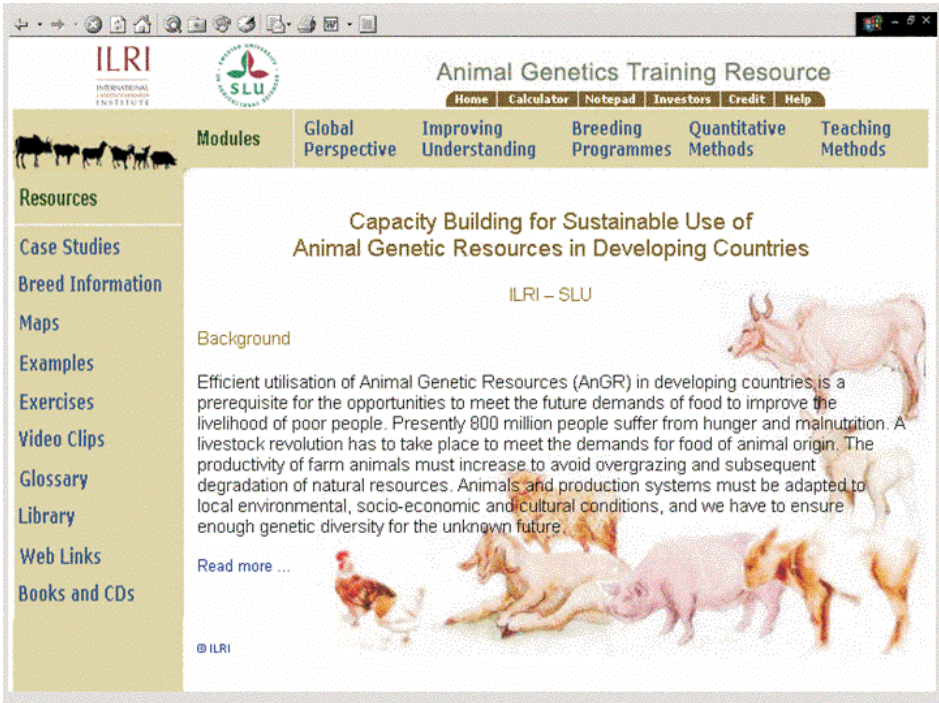 ILRI
INTERNATIONAL
LIVESTOCK RESEARCH
INSTITUTE
SWEDISH UNIVERSITY
OF AGRICULTURAL SCIENCES
SLU
Animal Genetics Training Resource
Home Calculator Notepad Investors Credit Help
Modules
Global Perspective
Improving Understanding
Breeding Programmes
Quantitative Methods
Teaching Methods
Resources
Case Studies
Breed Information
Maps
Examples
Exercises
Video Clips
Glossary
Library
Web Links
Books and CDs
Capacity Building for Sustainable Use of
Animal Genetic Resources in Developing Countries
ILRI – SLU
Background
Efficient utilisation of Animal Genetic Resources (AnGR) in developing countries is a
prerequisite for the opportunities to meet the future demands of food to improve the
livelihood of poor people. Presently 800 million people suffer from hunger and malnutrition. A
livestock revolution has to take place to meet the demands for food of animal origin. The
productivity of farm animals must increase to avoid overgrazing and subsequent
degradation of natural resources. Animals and production systems must be adapted to
local environmental, socio-economic and cultural conditions, and we have to ensure
enough genetic diversity for the unknown future.
Read more ...
© ILRI